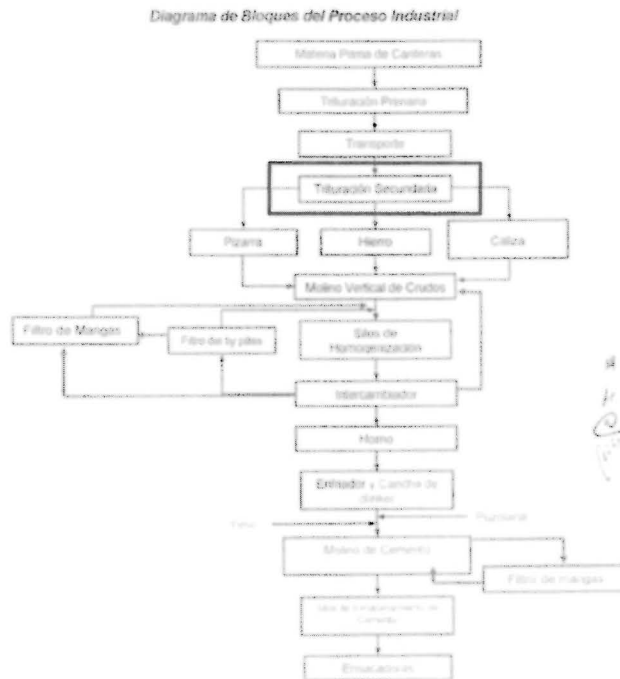 Diagrama de Bloques del Proceso Industrial
Materia Prima de Canteras
Trituración Primaria
Transporte
Trituración Secundaria
Pizarra
Hierro
Caliza
Molino Vertical de Crudos
Filtro de Mangas
Filtro del by pass
Silos de
Homogenización
Intercambiador
Horno
Enfriador y Cancha de
clinker
Puzolana
Yeso
Molino de Cemento
Filtro de mangas
Cemento
Ensacadoras